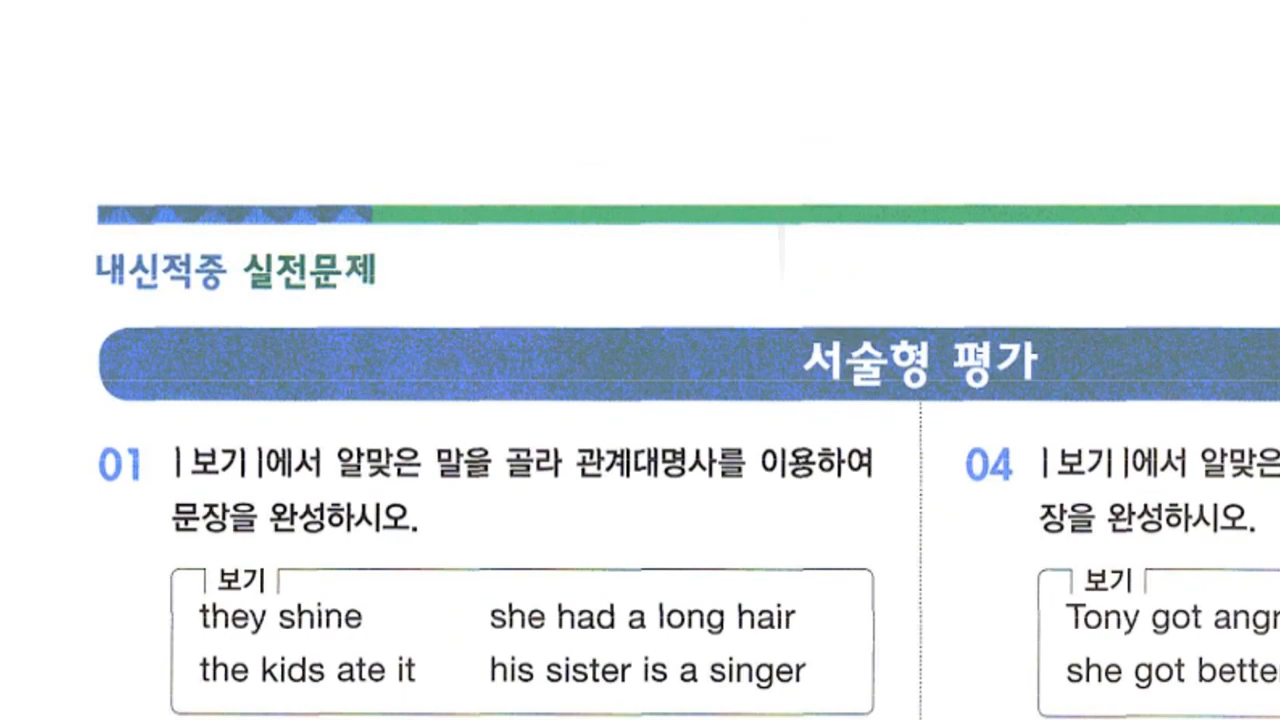 내신적중 실전문제
서술형 평가
01 |보기|에서 알맞은 말을 골라 관계대명사를 이용하여
문장을 완성하시오.
보기
they shine she had a long hair
the kids ate it his sister is a singer
04 |보기|에서 알맞은
장을 완성하시오.
보기
Tony got angr
she got bette